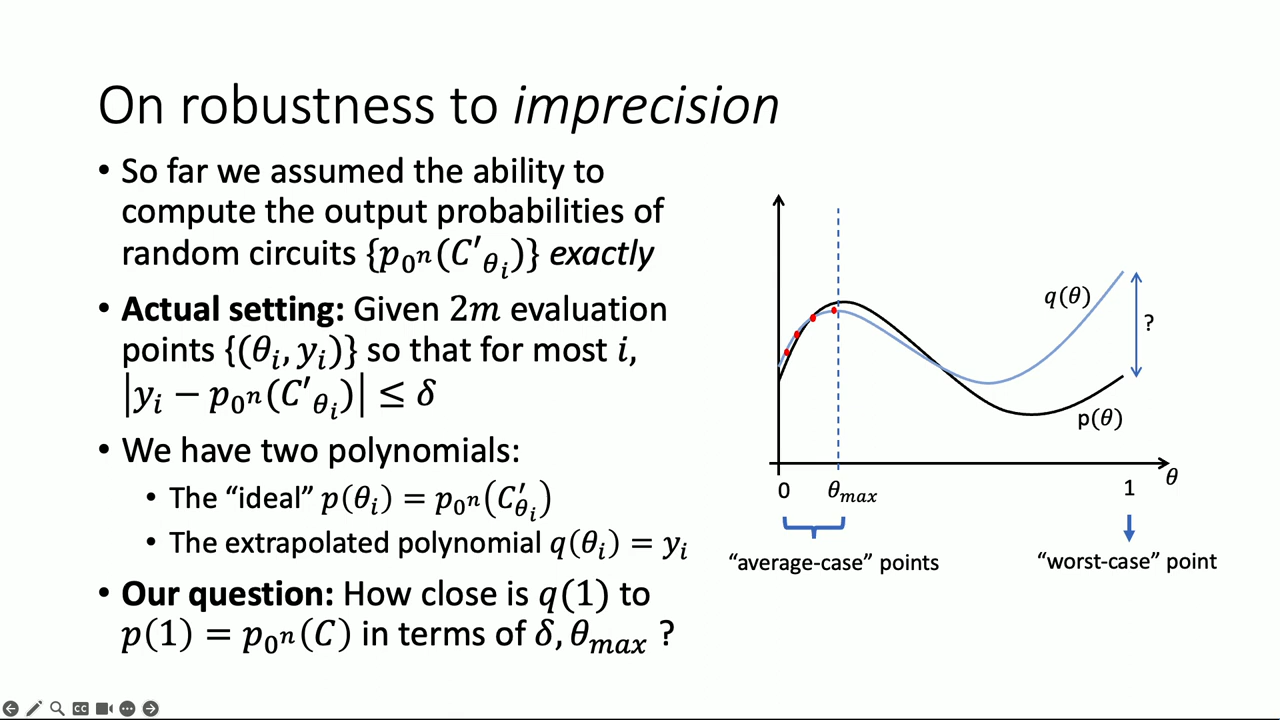 On robustness to imprecision
• So far we assumed the ability to
compute the output probabilities of
random circuits {p₀ⁿ(C′θᵢ)} exactly
• Actual setting: Given 2m evaluation
points {(θᵢ, yᵢ)} so that for most i,
|yᵢ − p₀ⁿ(C′θᵢ)| ≤ δ
• We have two polynomials:
• The “ideal” p(θᵢ) = p₀ⁿ(C′θᵢ)
• The extrapolated polynomial q(θᵢ) = yᵢ
• Our question: How close is q(1) to
p(1) = p₀ⁿ(C) in terms of δ, θmax ?
q(θ)
?
p(θ)
θ
0
θmax
1
“average-case” points
“worst-case” point
CC